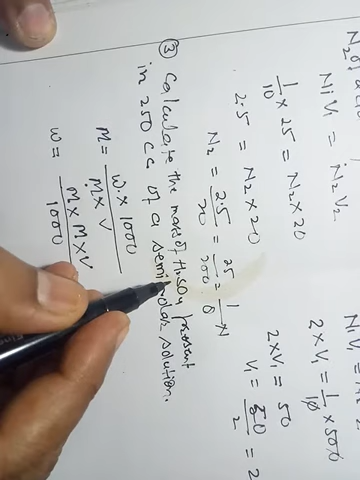 N₁V₁ = N₂V₂
1/10 × 25 = N₂ × 20
2.5 = N₂ × 20
N₂ = 2.5/20 = 25/200 = 1/8 N
2 × V₁ = 1/10 × 500
2 × V₁ = 50
V₁ = 50/2 = 2
③ Calculate the mass of H₂SO₄ present
in 250 CC of a semimolar solution.
M = W × 1000 / M × V
W = M × M × V / 1000